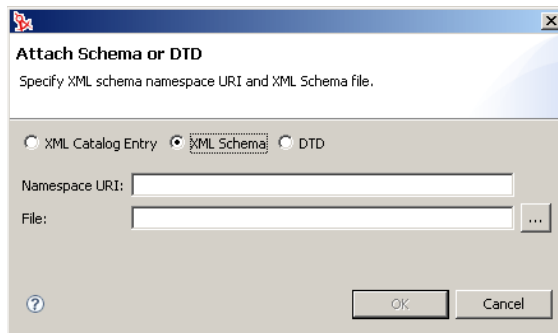 Attach Schema or DTD
Specify XML schema namespace URI and XML Schema file.
XML Catalog Entry XML Schema DTD
Namespace URI:
File:
...
?
OK Cancel